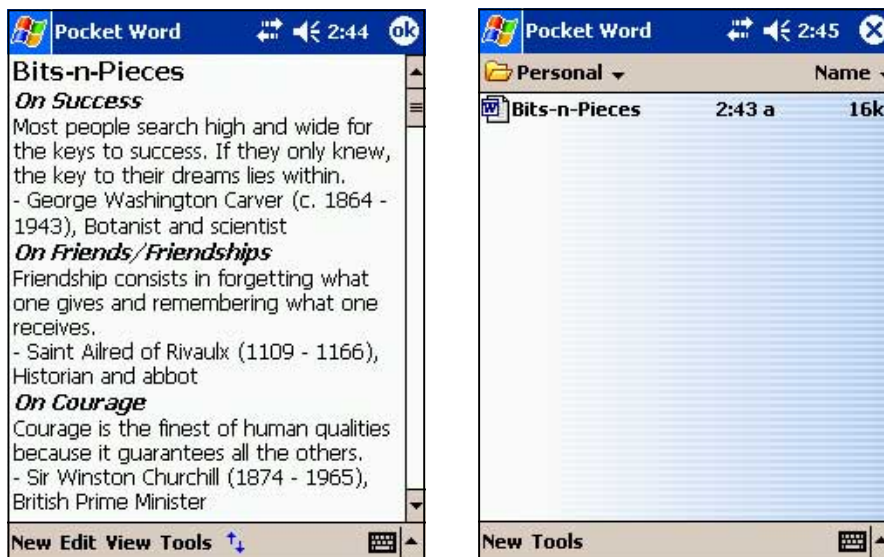 Pocket Word 2:44 ok
Bits-n-Pieces
On Success
Most people search high and wide for
the keys to success. If they only knew,
the key to their dreams lies within.
- George Washington Carver (c. 1864 -
1943), Botanist and scientist
On Friends/Friendships
Friendship consists in forgetting what
one gives and remembering what one
receives.
- Saint Ailred of Rivaulx (1109 - 1166),
Historian and abbot
On Courage
Courage is the finest of human qualities
because it guarantees all the others.
- Sir Winston Churchill (1874 - 1965),
British Prime Minister
New Edit View Tools
Pocket Word 2:45
Personal Name
Bits-n-Pieces 2:43 a 16k
New Tools